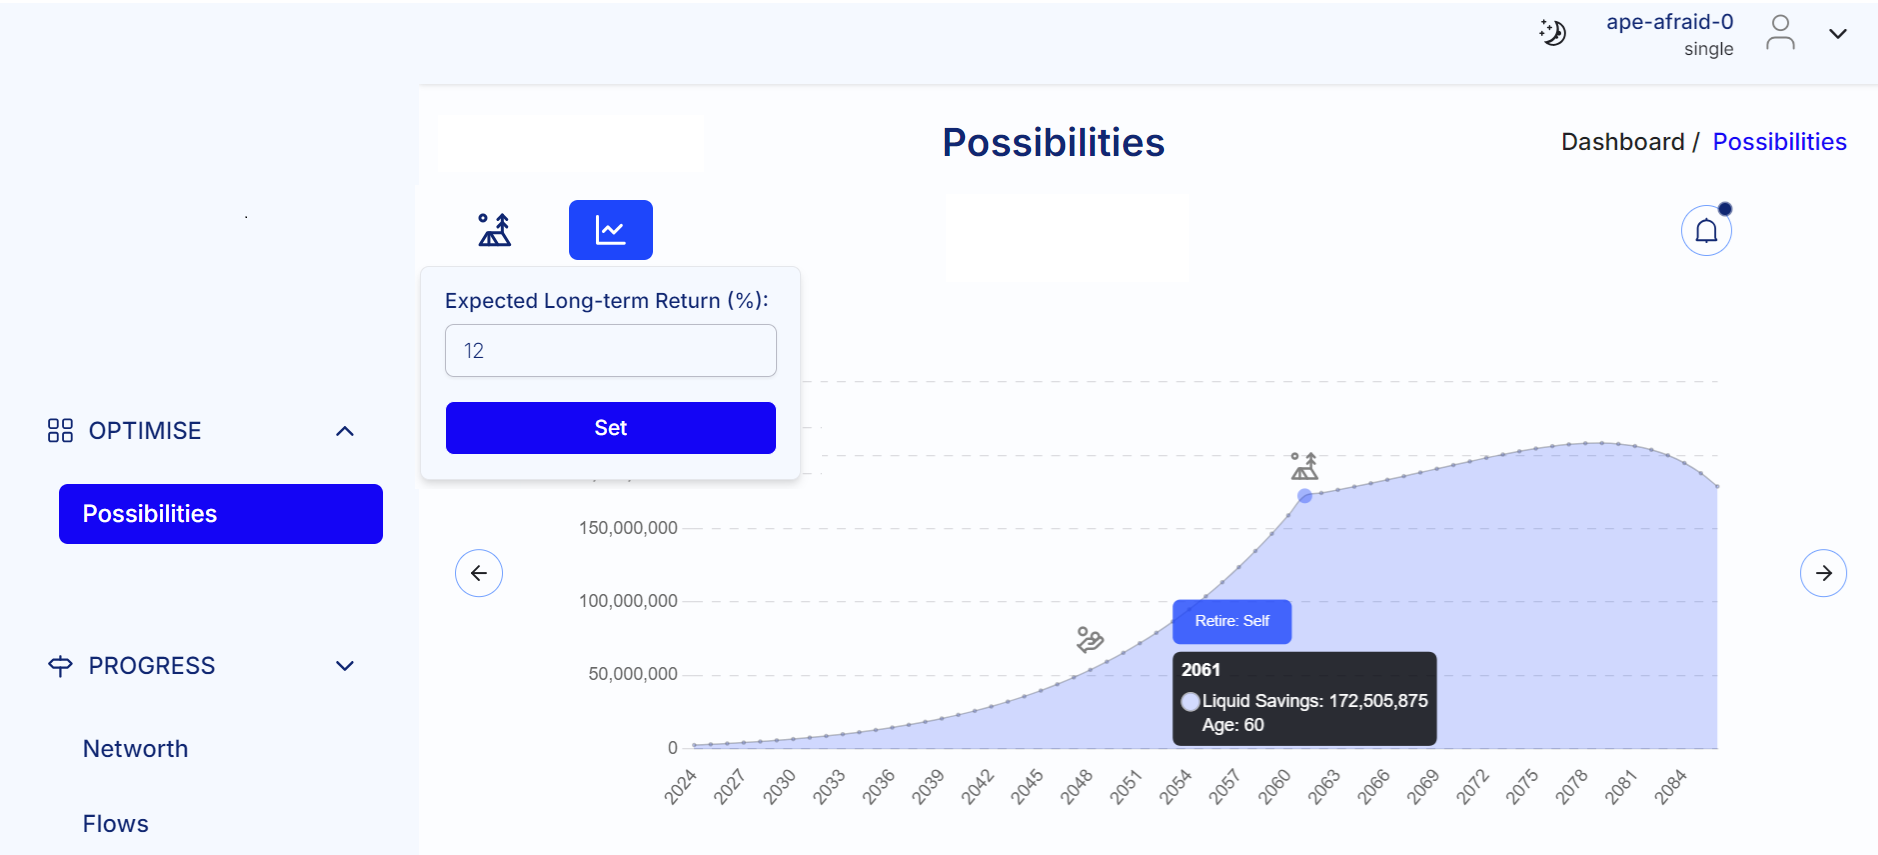 ape-afraid-0
single
Possibilities
Dashboard / Possibilities
Expected Long-term Return (%):
12
Set
OPTIMISE
Possibilities
PROGRESS
Networth
Flows
150,000,000
100,000,000
50,000,000
0
Retire: Self
2061
Liquid Savings: 172,505,875
Age: 60
2024 2027 2030 2033 2036 2039 2042 2045 2048 2051 2054 2057 2060 2063 2066 2069 2072 2075 2078 2081 2084